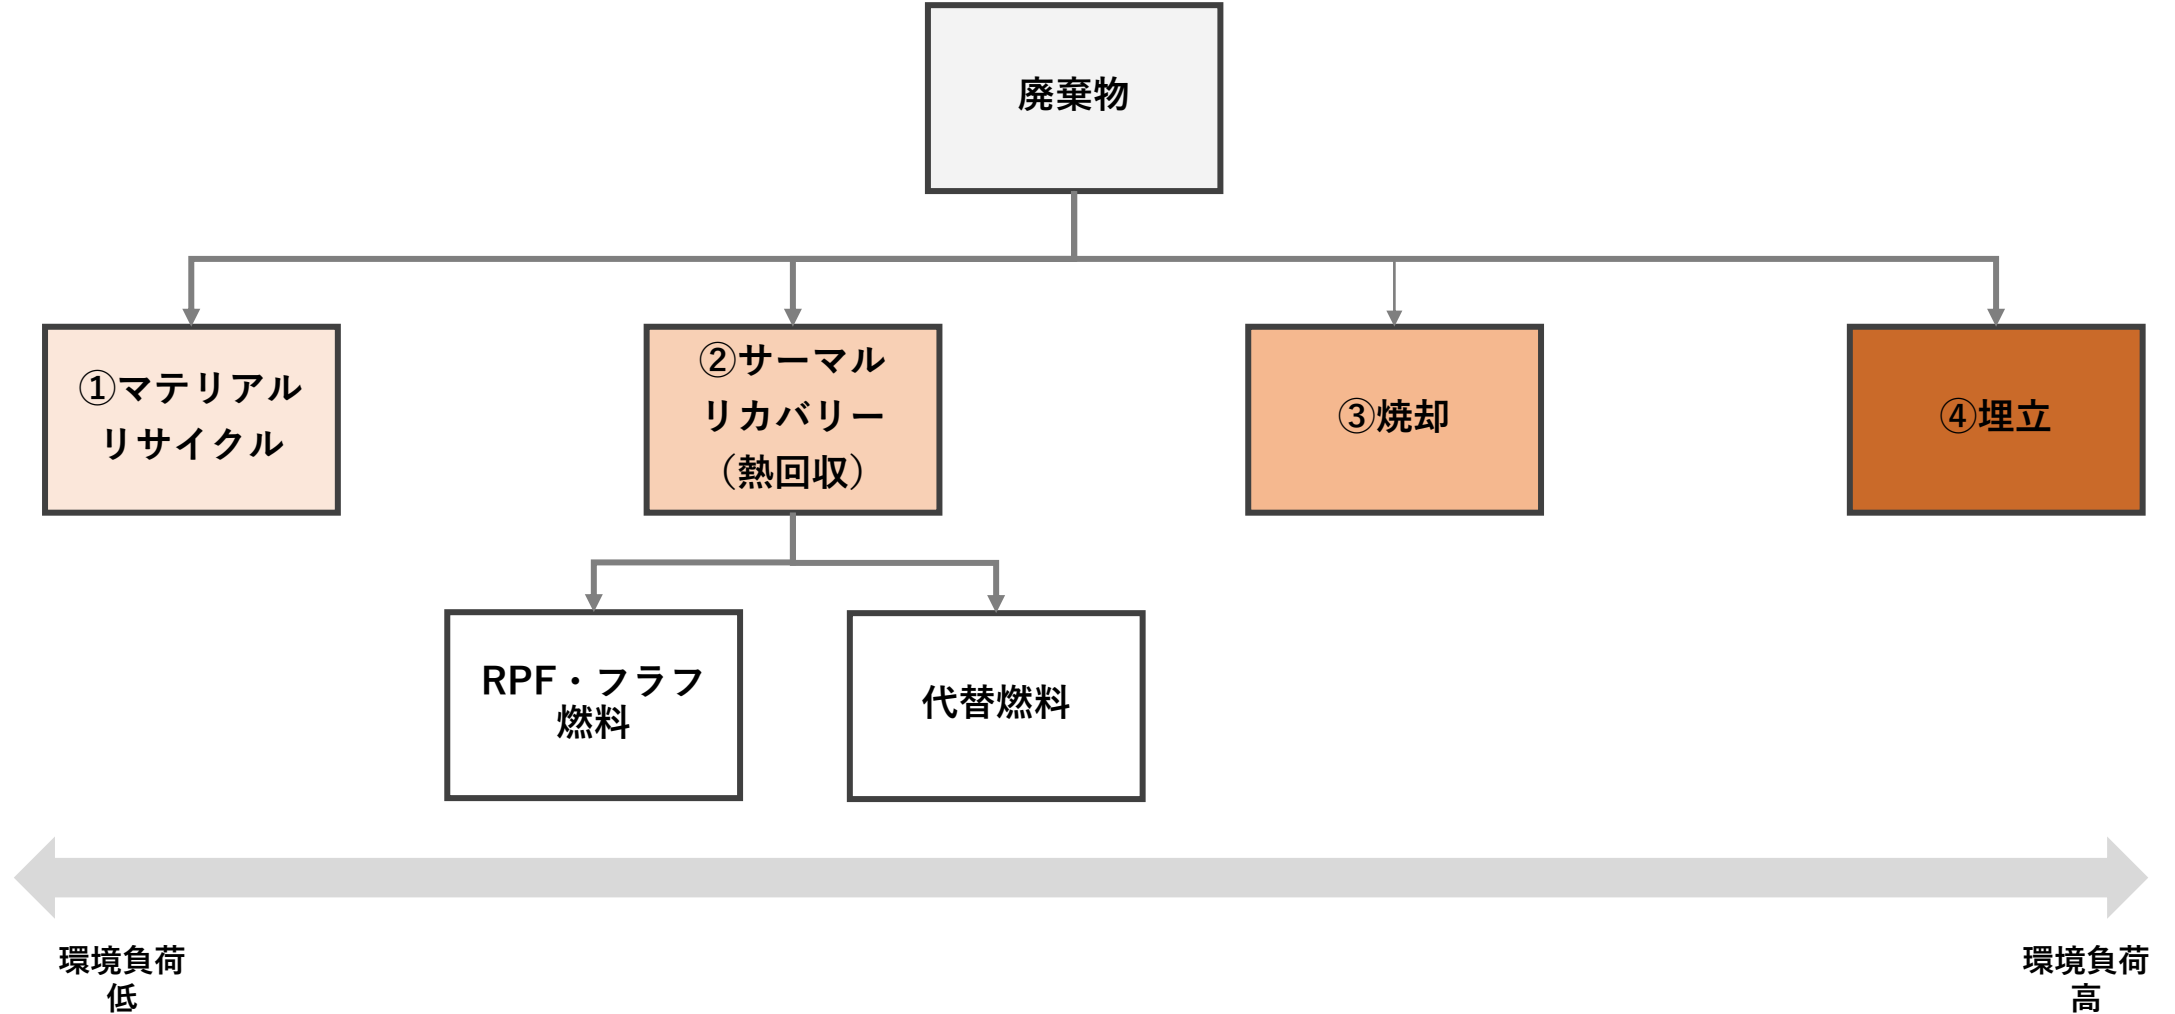 廃棄物
①マテリアル
リサイクル
②サーマル
リカバリー
（熱回収）
③焼却
④埋立
RPF・フラフ
燃料
代替燃料
環境負荷
低
環境負荷
高